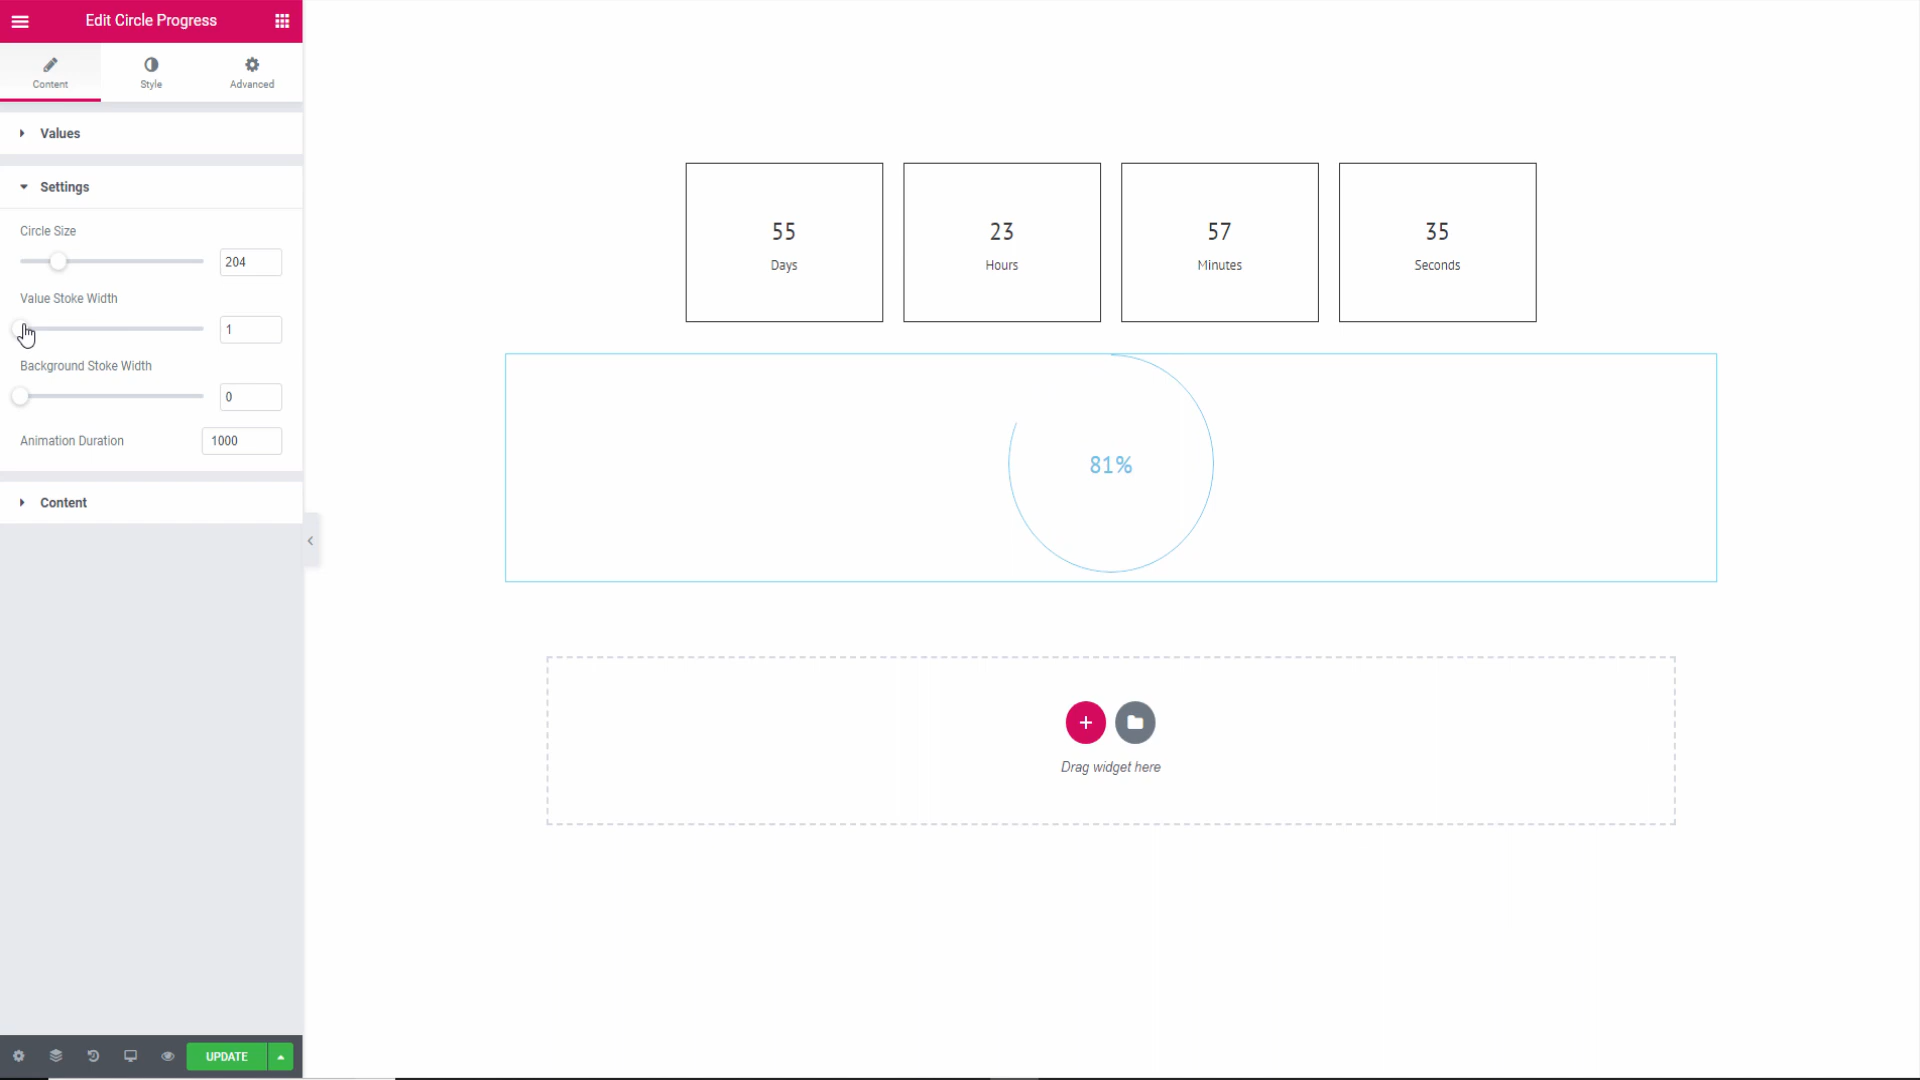 Edit Circle Progress
Content
Style
Advanced
Values
Settings
Circle Size
204
Value Stoke Width
1
Background Stoke Width
0
Animation Duration
1000
Content
UPDATE
55
Days
23
Hours
57
Minutes
35
Seconds
81%
Drag widget here